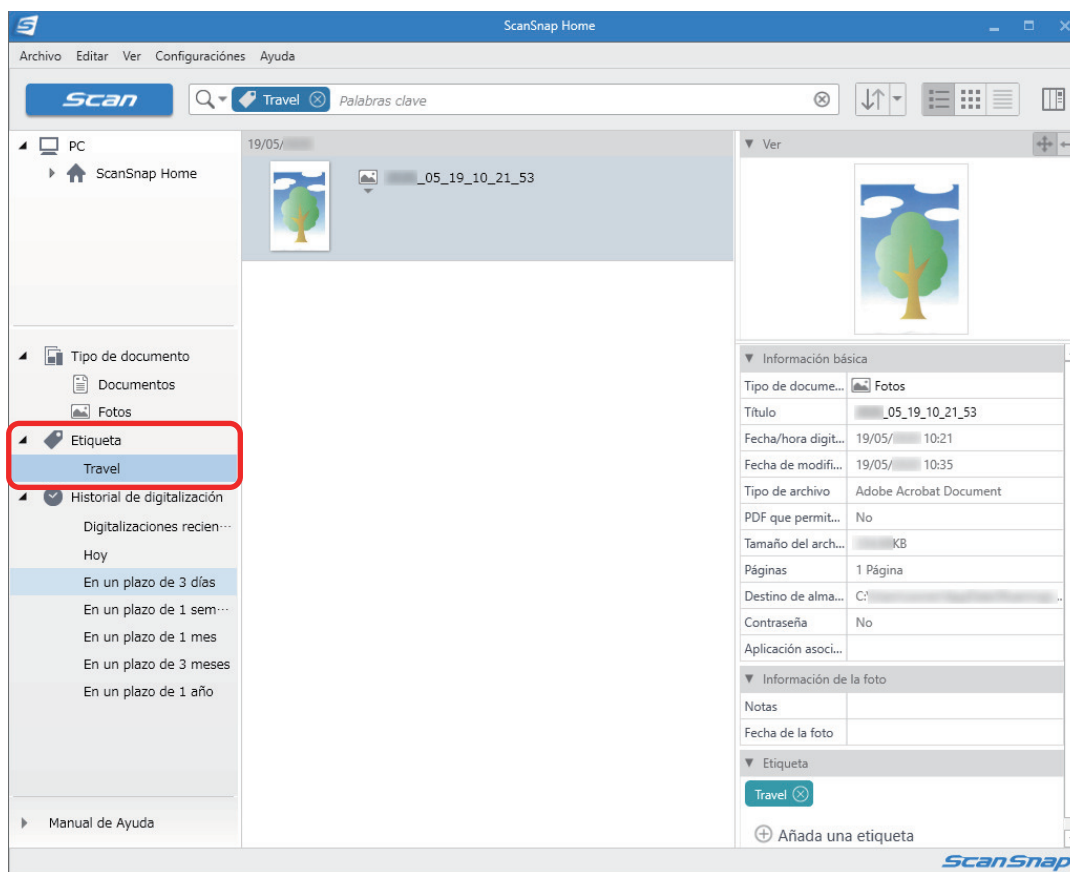 ScanSnap Home
Archivo Editar Ver Configuraciónes Ayuda
Scan Travel Palabras clave
PC
ScanSnap Home
Tipo de documento
Documentos
Fotos
Etiqueta
Travel
Historial de digitalización
Digitalizaciones recien···
Hoy
En un plazo de 3 días
En un plazo de 1 sem···
En un plazo de 1 mes
En un plazo de 3 meses
En un plazo de 1 año
Manual de Ayuda
19/05/
_05_19_10_21_53
Ver
Información básica
Tipo de docume... Fotos
Título _05_19_10_21_53
Fecha/hora digit... 19/05/ 10:21
Fecha de modifi... 19/05/ 10:35
Tipo de archivo Adobe Acrobat Document
PDF que permit... No
Tamaño del arch... KB
Páginas 1 Página
Destino de alma... C:\
Contraseña No
Aplicación asoci...
Información de la foto
Notas
Fecha de la foto
Etiqueta
Travel
Añada una etiqueta
ScanSnap